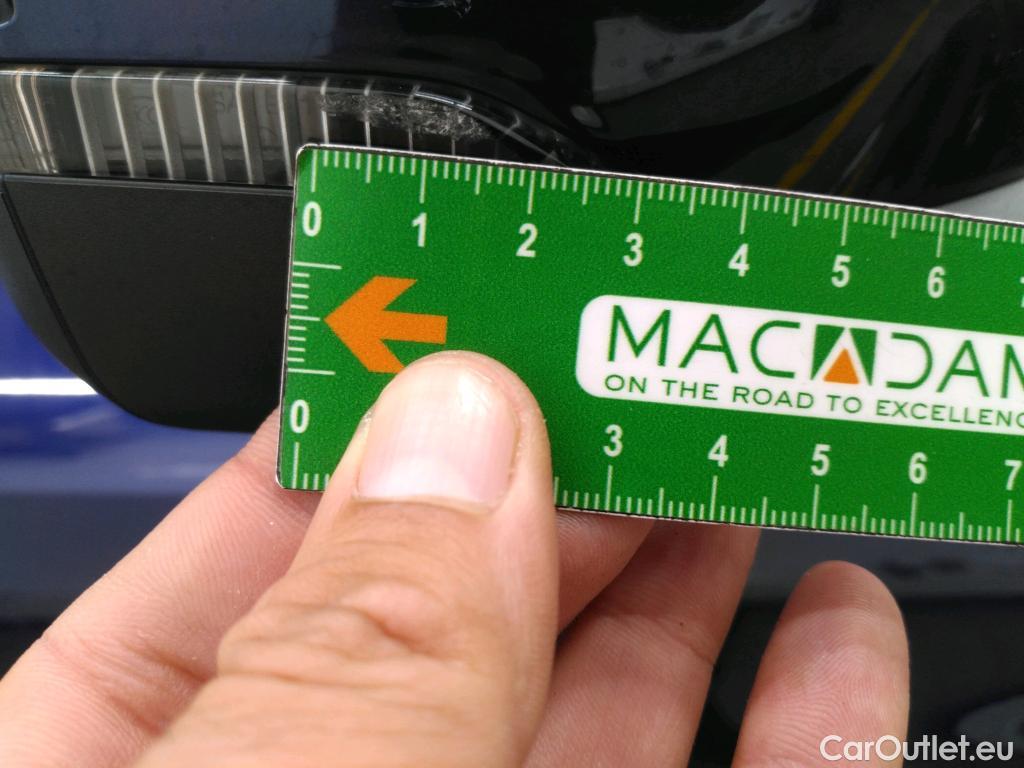 0 1 2 3 4 5 6
MACADAM
ON THE ROAD TO EXCELLENC
0 3 4 5 6 7
CarOutlet.eu